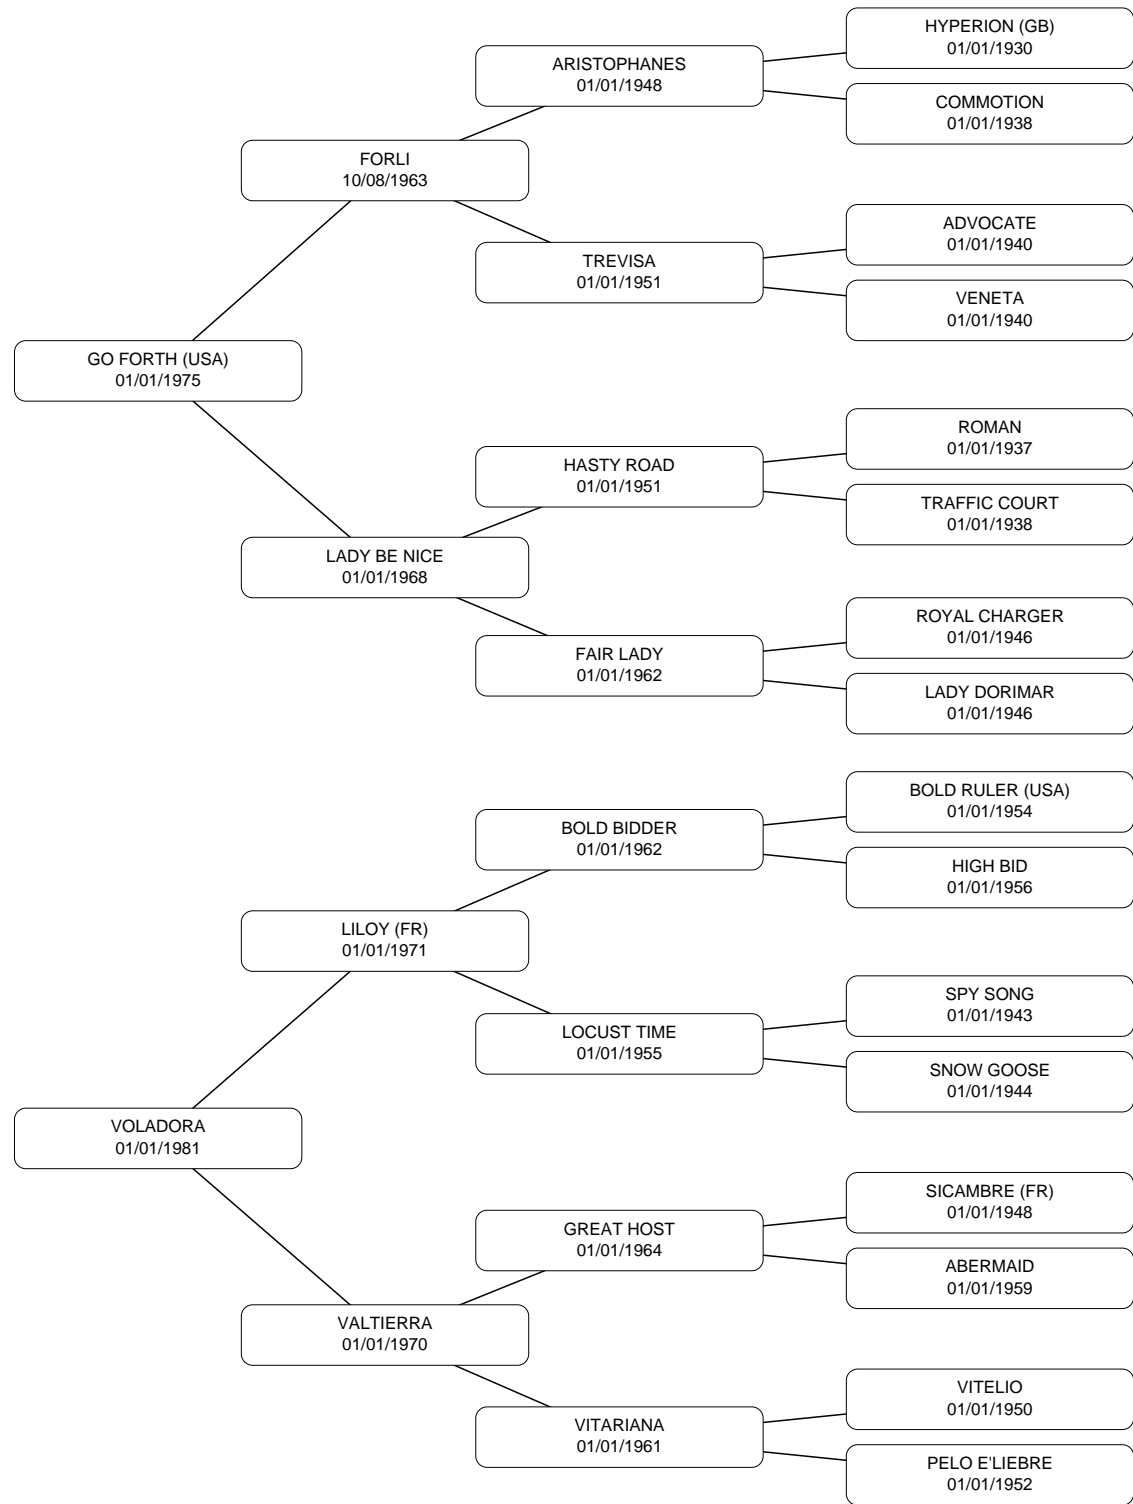 HYPERION (GB)
01/01/1930
ARISTOPHANES
01/01/1948
COMMOTION
01/01/1938
FORLI
10/08/1963
ADVOCATE
01/01/1940
TREVISA
01/01/1951
VENETA
01/01/1940
GO FORTH (USA)
01/01/1975
ROMAN
01/01/1937
HASTY ROAD
01/01/1951
TRAFFIC COURT
01/01/1938
LADY BE NICE
01/01/1968
ROYAL CHARGER
01/01/1946
FAIR LADY
01/01/1962
LADY DORIMAR
01/01/1946
BOLD RULER (USA)
01/01/1954
BOLD BIDDER
01/01/1962
HIGH BID
01/01/1956
LILOY (FR)
01/01/1971
SPY SONG
01/01/1943
LOCUST TIME
01/01/1955
SNOW GOOSE
01/01/1944
VOLADORA
01/01/1981
SICAMBRE (FR)
01/01/1948
GREAT HOST
01/01/1964
ABERMAID
01/01/1959
VALTIERRA
01/01/1970
VITELIO
01/01/1950
VITARIANA
01/01/1961
PELO E'LIEBRE
01/01/1952